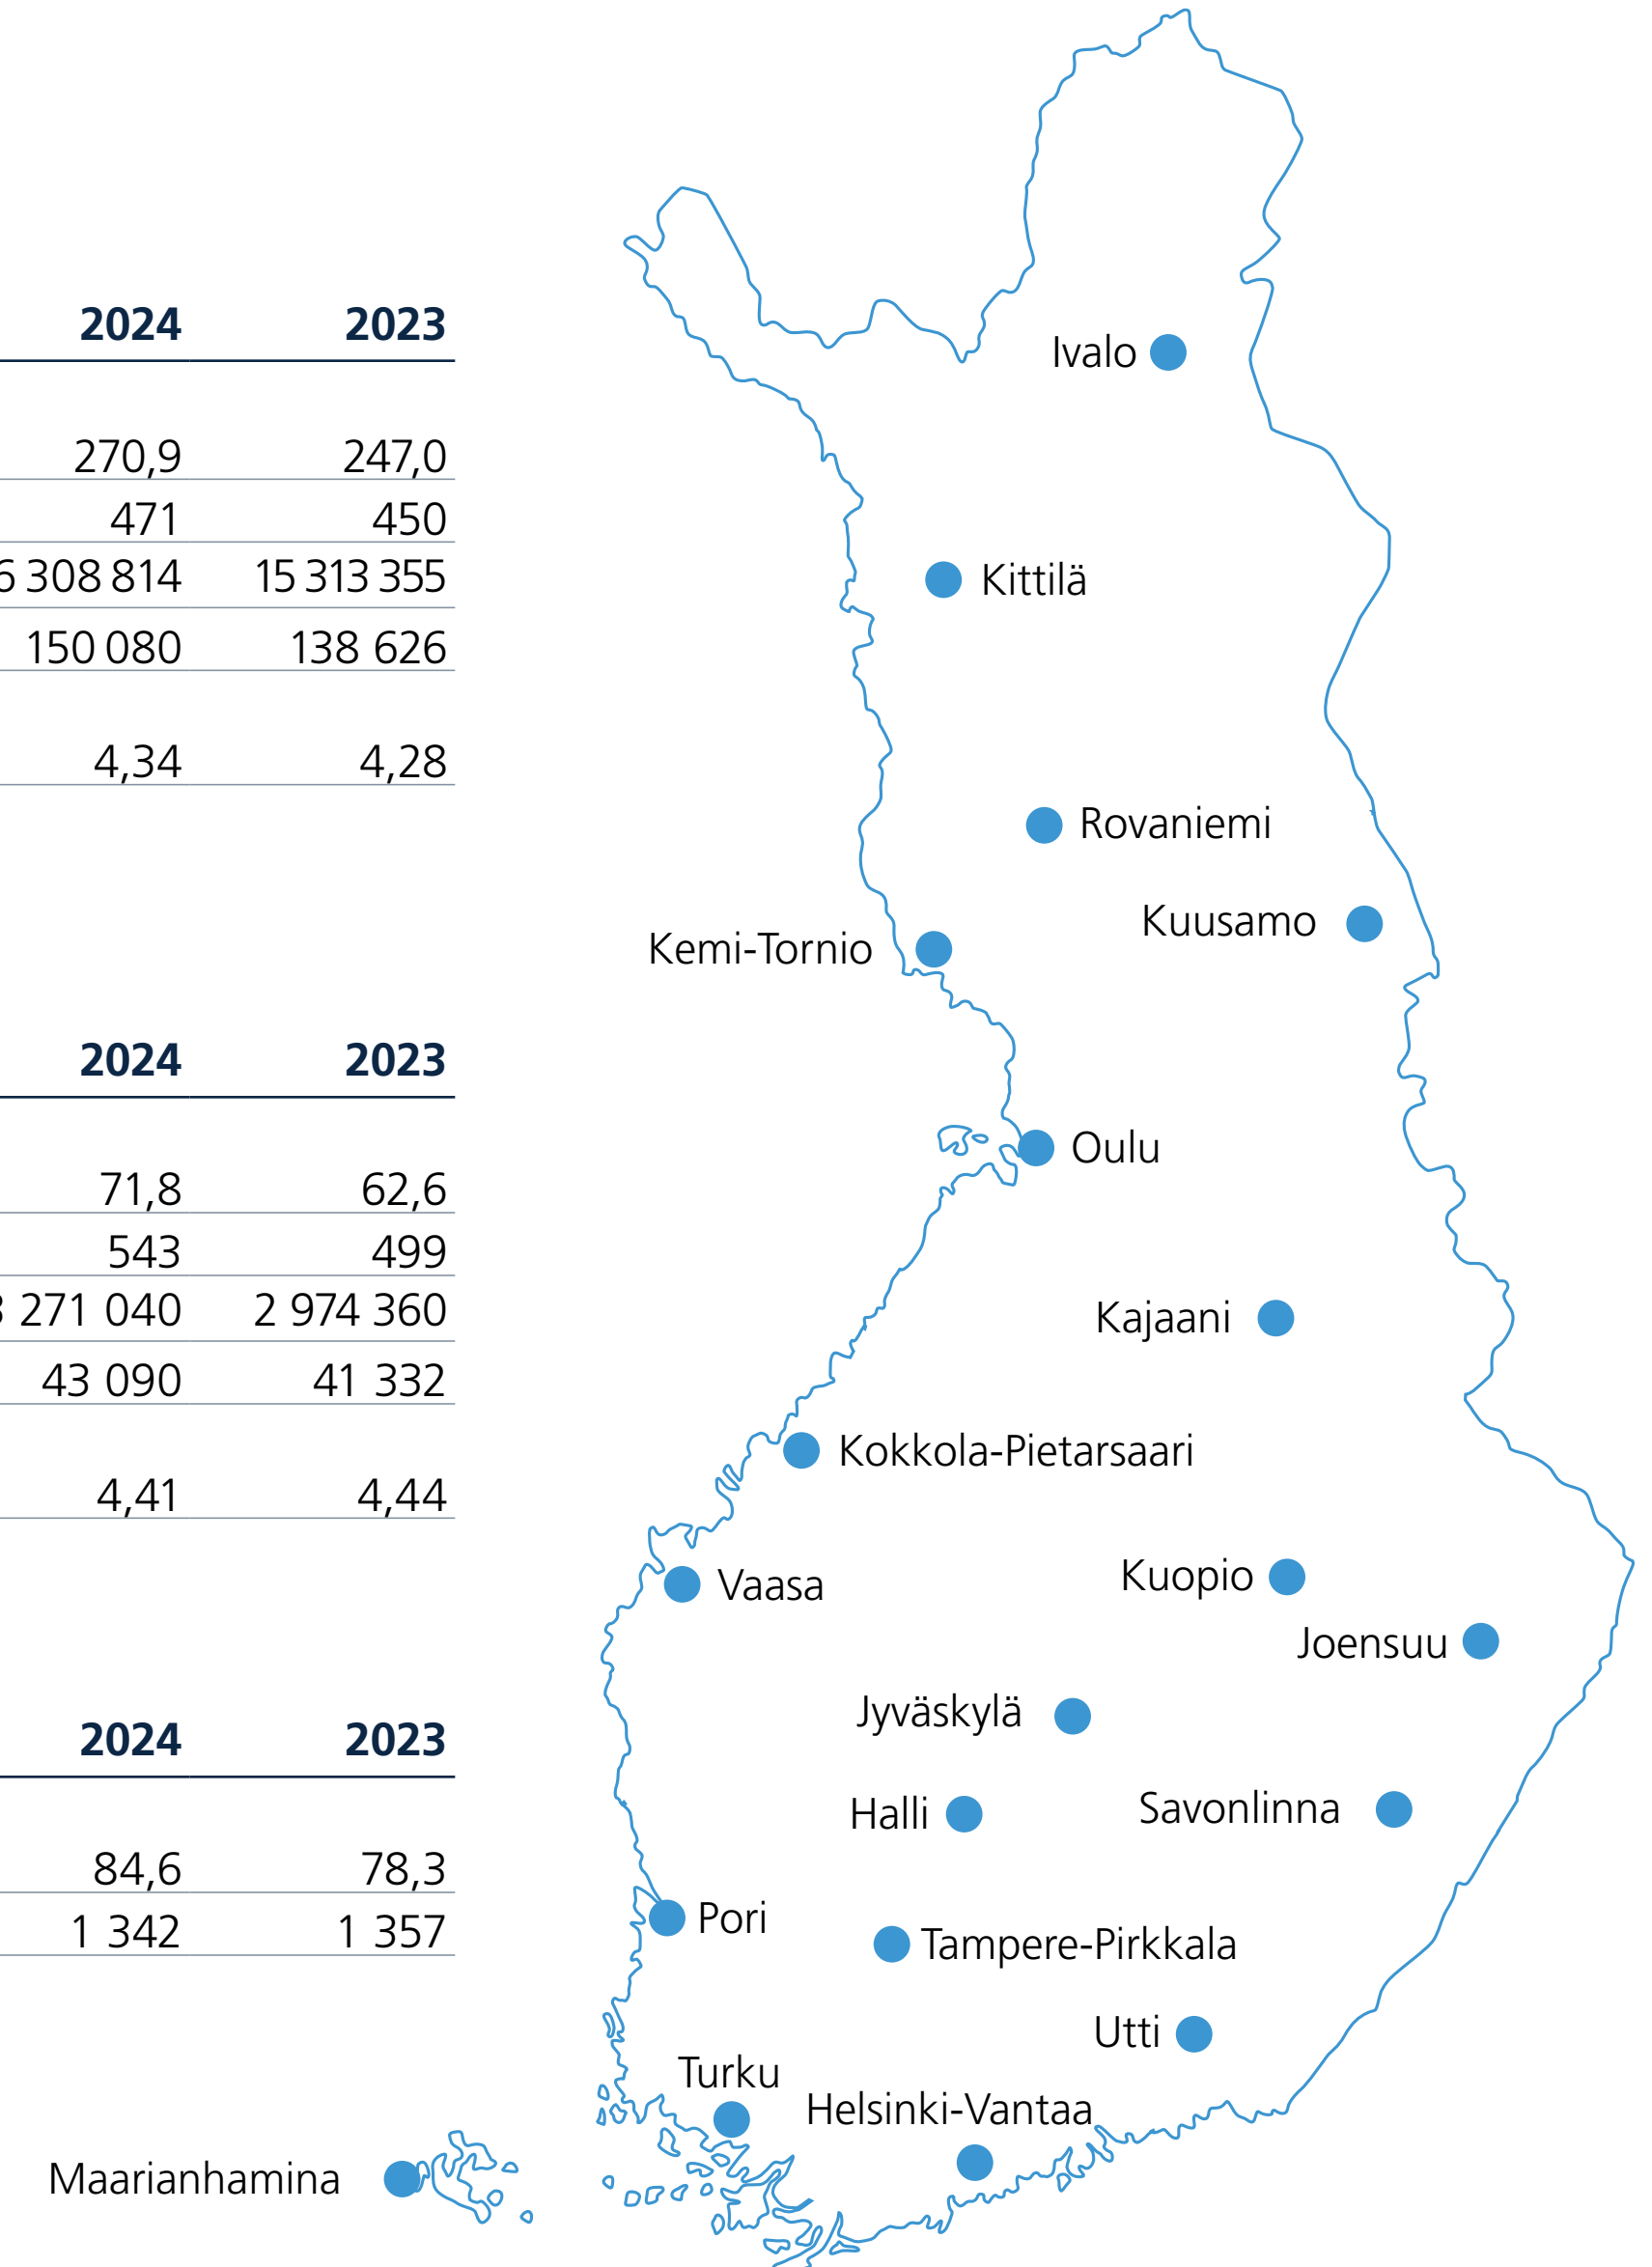 2024 2023
270,9 247,0
471 450
6 308 814 15 313 355
150 080 138 626
4,34 4,28
2024 2023
71,8 62,6
543 499
271 040 2 974 360
43 090 41 332
4,41 4,44
2024 2023
84,6 78,3
1 342 1 357
Ivalo
Kittilä
Rovaniemi
Kuusamo
Kemi-Tornio
Oulu
Kajaani
Kokkola-Pietarsaari
Vaasa
Kuopio
Joensuu
Jyväskylä
Halli
Savonlinna
Pori
Tampere-Pirkkala
Utti
Turku
Helsinki-Vantaa
Maarianhamina